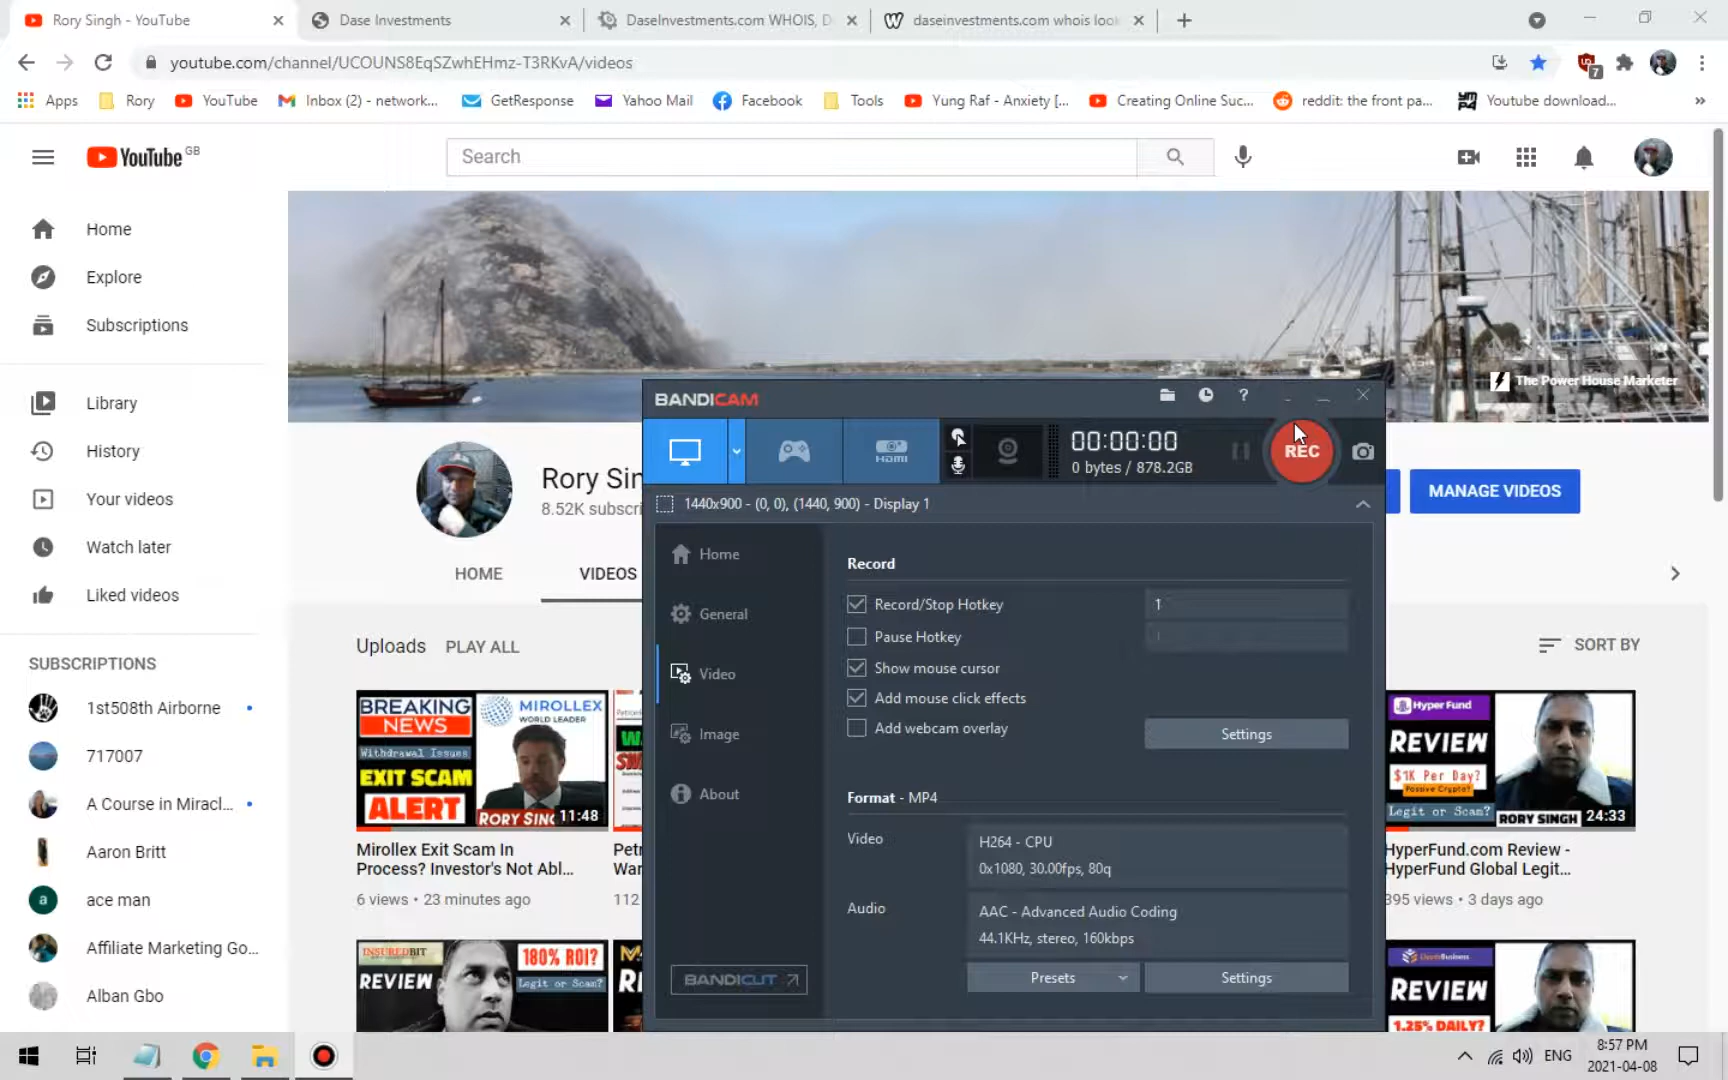 Rory Singh - YouTube
Dase Investments
DaseInvestments.com WHOIS, D
daseinvestments.com whois look
youtube.com/channel/UCOUNS8EqSZwhEHmz-T3RKvA/videos
7
Apps
Rory
YouTube
Inbox (2) - network...
GetResponse
Yahoo Mail
Facebook
Tools
Yung Raf - Anxiety [...
Creating Online Suc...
reddit: the front pa...
Youtube download...
YouTube GB
Search
Home
Explore
Subscriptions
Library
History
Your videos
Watch later
Liked videos
SUBSCRIPTIONS
1st508th Airborne
717007
A Course in Miracl...
Aaron Britt
a
ace man
Affiliate Marketing Go...
Alban Gbo
The Power House Marketer
Rory Sin
8.52K subscri
MANAGE VIDEOS
HOME
VIDEOS
Uploads
PLAY ALL
SORT BY
BREAKING
NEWS
MIROLLEX
WORLD LEADER
Withdrawal Issues
EXIT SCAM
ALERT
RORY SING
11:48
Mirollex Exit Scam In
Process? Investor's Not Abl...
6 views • 23 minutes ago
Petr
War
112
Hyper Fund
REVIEW
$1K Per Day?
Passive Crypto?
Legit or Scam?
RORY SINGH
24:33
HyperFund.com Review -
HyperFund Global Legit...
395 views • 3 days ago
INSUREDBIT
180% ROI?
REVIEW
Legit or Scam?
RI
REVIEW
1.25% DAILY?
BANDICAM
?
HDMI
00:00:00
0 bytes / 878.2GB
REC
1440x900 - (0, 0), (1440, 900) - Display 1
Home
General
Video
Image
About
BANDICUT
Record
Record/Stop Hotkey
1
Pause Hotkey
Show mouse cursor
Add mouse click effects
Add webcam overlay
Settings
Format - MP4
Video
H264 - CPU
0x1080, 30.00fps, 80q
Audio
AAC - Advanced Audio Coding
44.1KHz, stereo, 160kbps
Presets
Settings
ENG
8:57 PM
2021-04-08